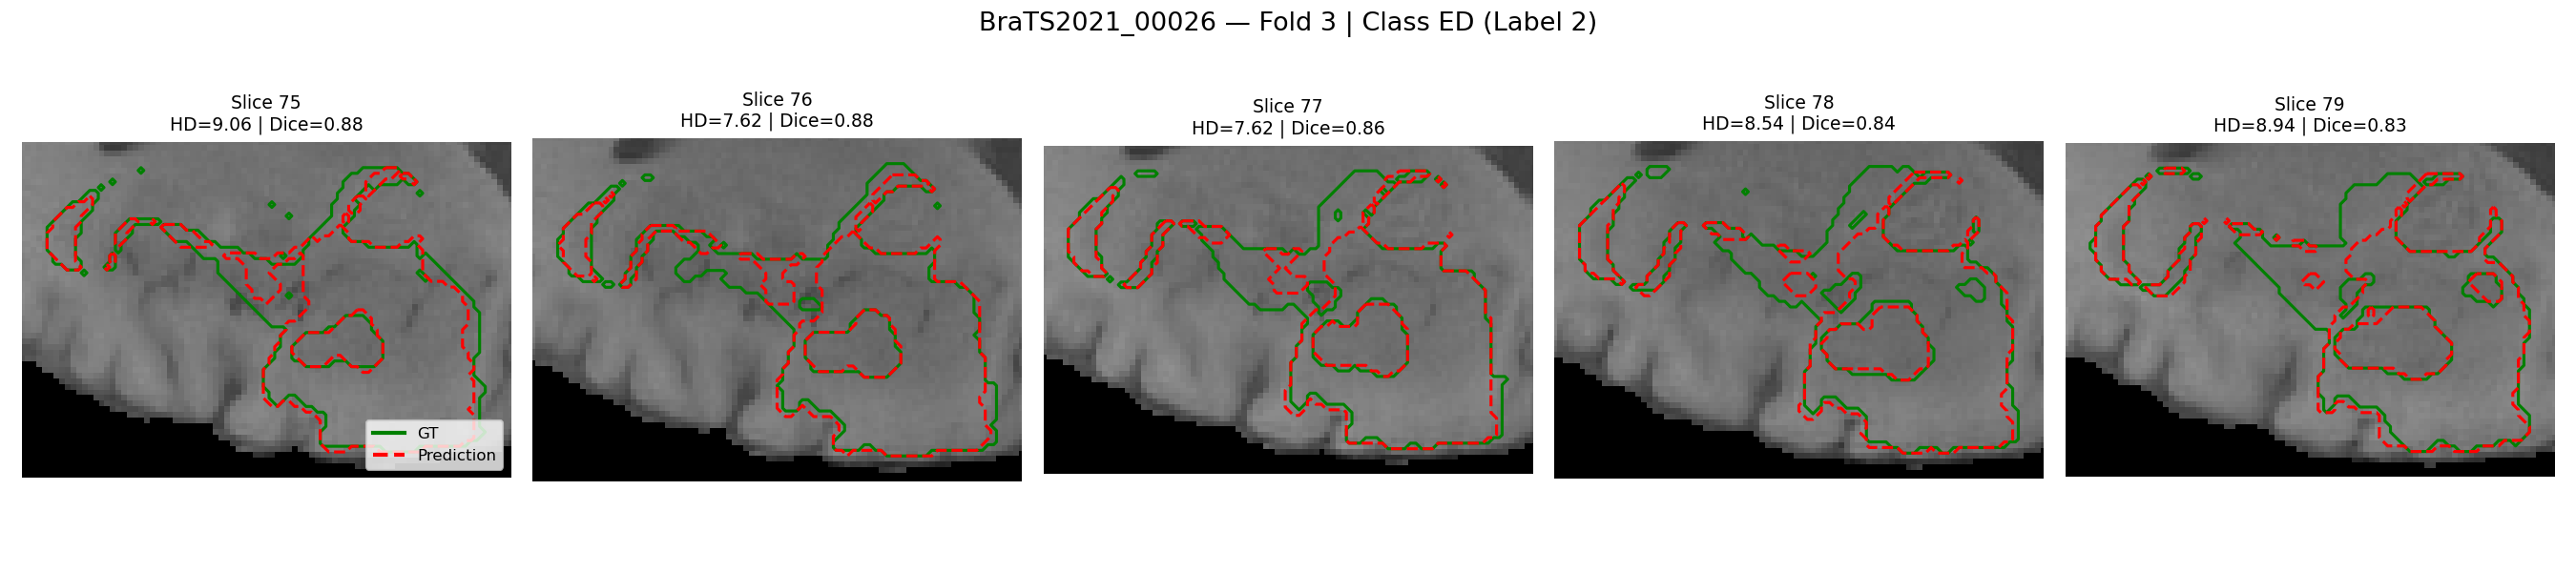 BraTS2021_00026 — Fold 3 | Class ED (Label 2)
Slice 75
HD=9.06 | Dice=0.88
Slice 76
HD=7.62 | Dice=0.88
Slice 77
HD=7.62 | Dice=0.86
Slice 78
HD=8.54 | Dice=0.84
Slice 79
HD=8.94 | Dice=0.83
GT
Prediction